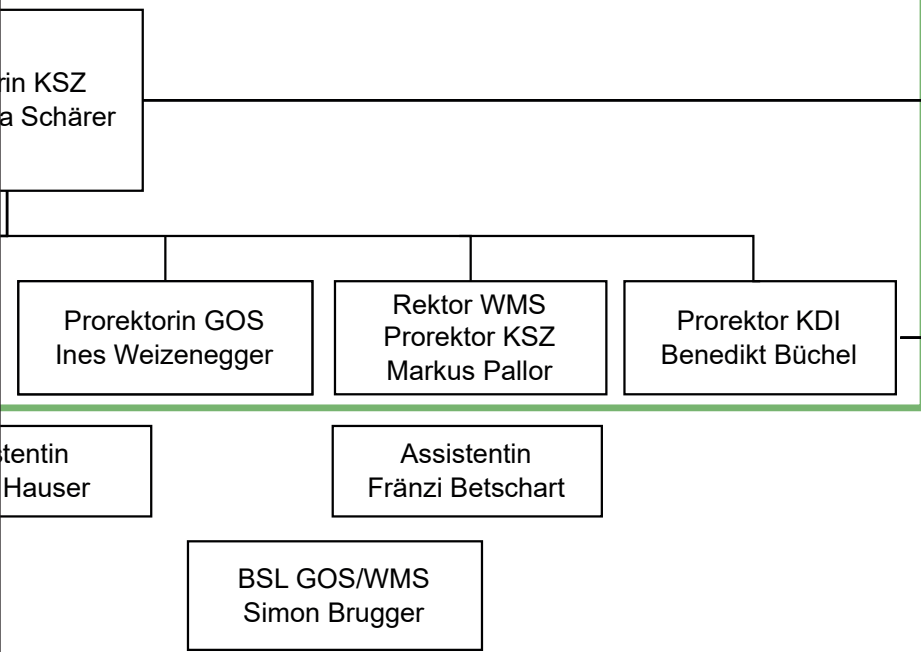 rin KSZ
a Schärer
Prorektorin GOS
Ines Weizenegger
Rektor WMS
Prorektor KSZ
Markus Pallor
Prorektor KDI
Benedikt Büchel
stentin
Hauser
Assistentin
Fränzi Betschart
BSL GOS/WMS
Simon Brugger